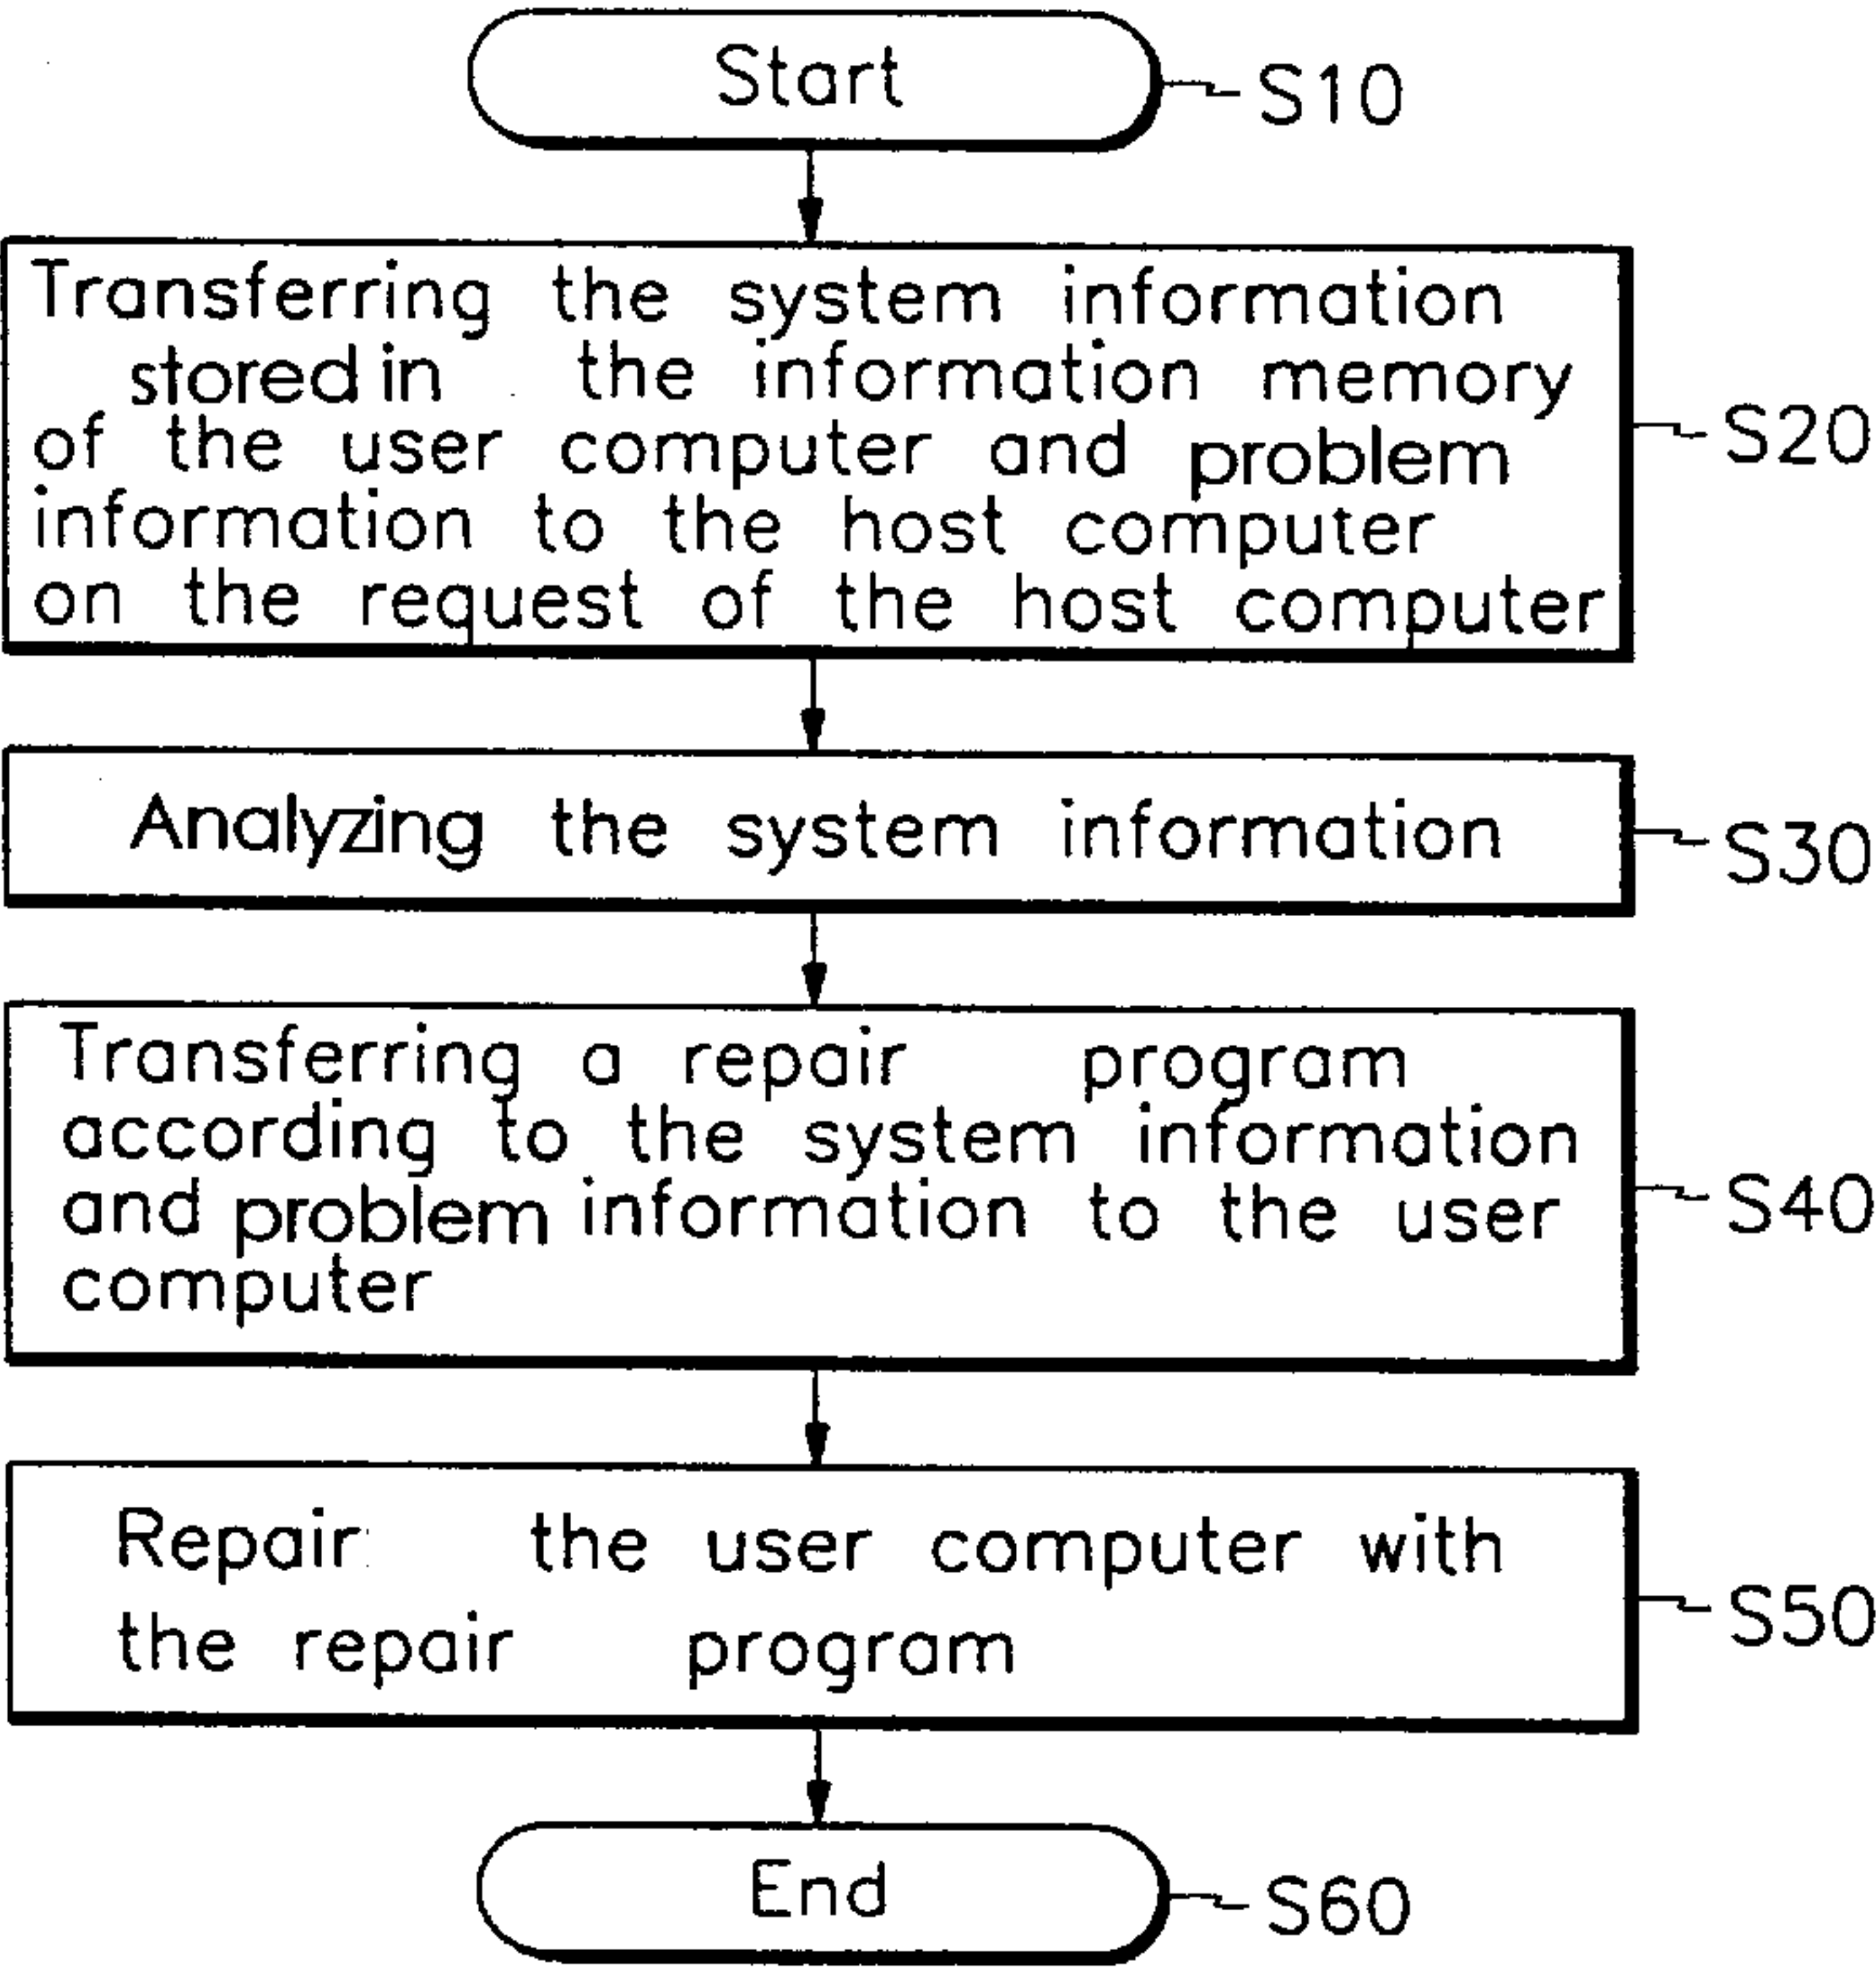 Start
S10
Transferring the system information
stored in the information memory
of the user computer and problem
information to the host computer
on the request of the host computer
S20
Analyzing the system information
S30
Transferring a repair program
according to the system information
and problem information to the user
computer
S40
Repair the user computer with
the repair program
S50
End
S60